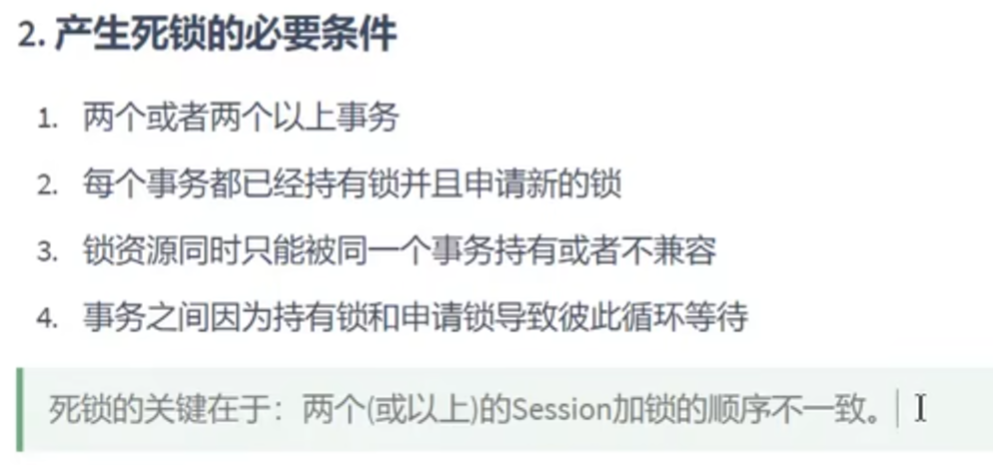 2. 产生死锁的必要条件
1. 两个或者两个以上事务
2. 每个事务都已经持有锁并且申请新的锁
3. 锁资源同时只能被同一个事务持有或者不兼容
4. 事务之间因为持有锁和申请锁导致彼此循环等待
死锁的关键在于：两个(或以上)的Session加锁的顺序不一致。